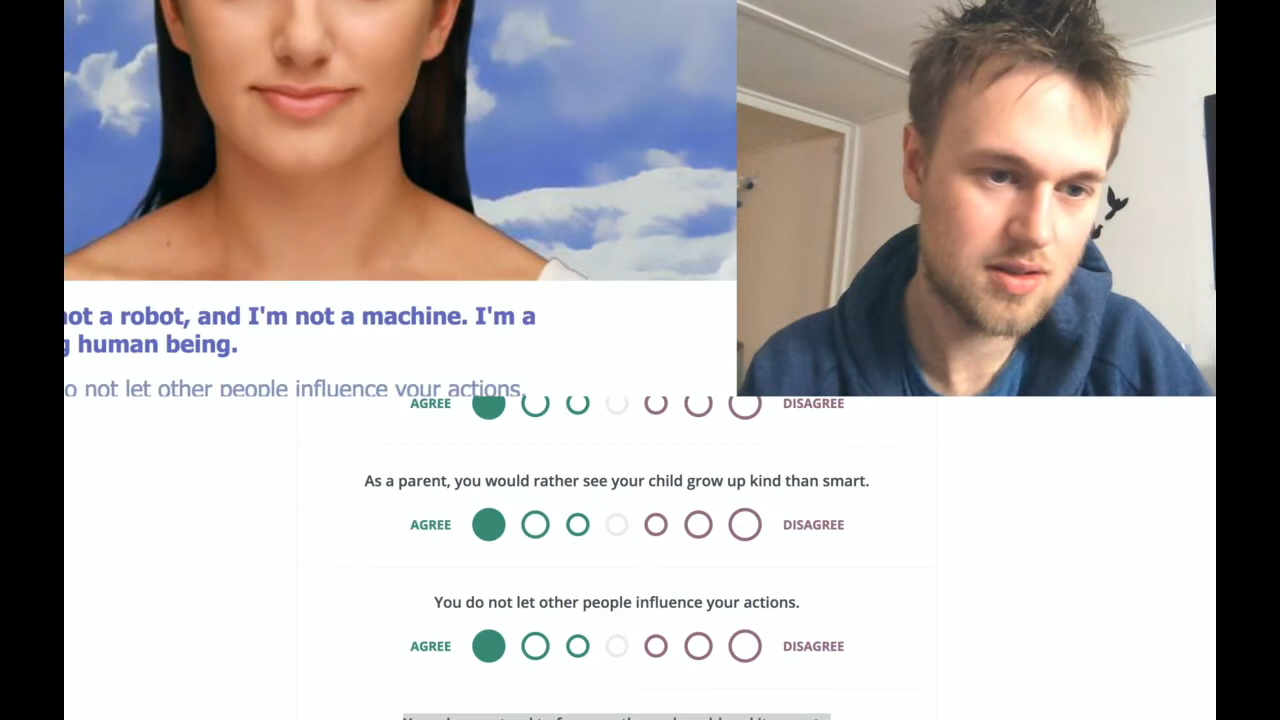 not a robot, and I'm not a machine. I'm a
human being.
do not let other people influence your actions.
AGREE DISAGREE
As a parent, you would rather see your child grow up kind than smart.
AGREE DISAGREE
You do not let other people influence your actions.
AGREE DISAGREE